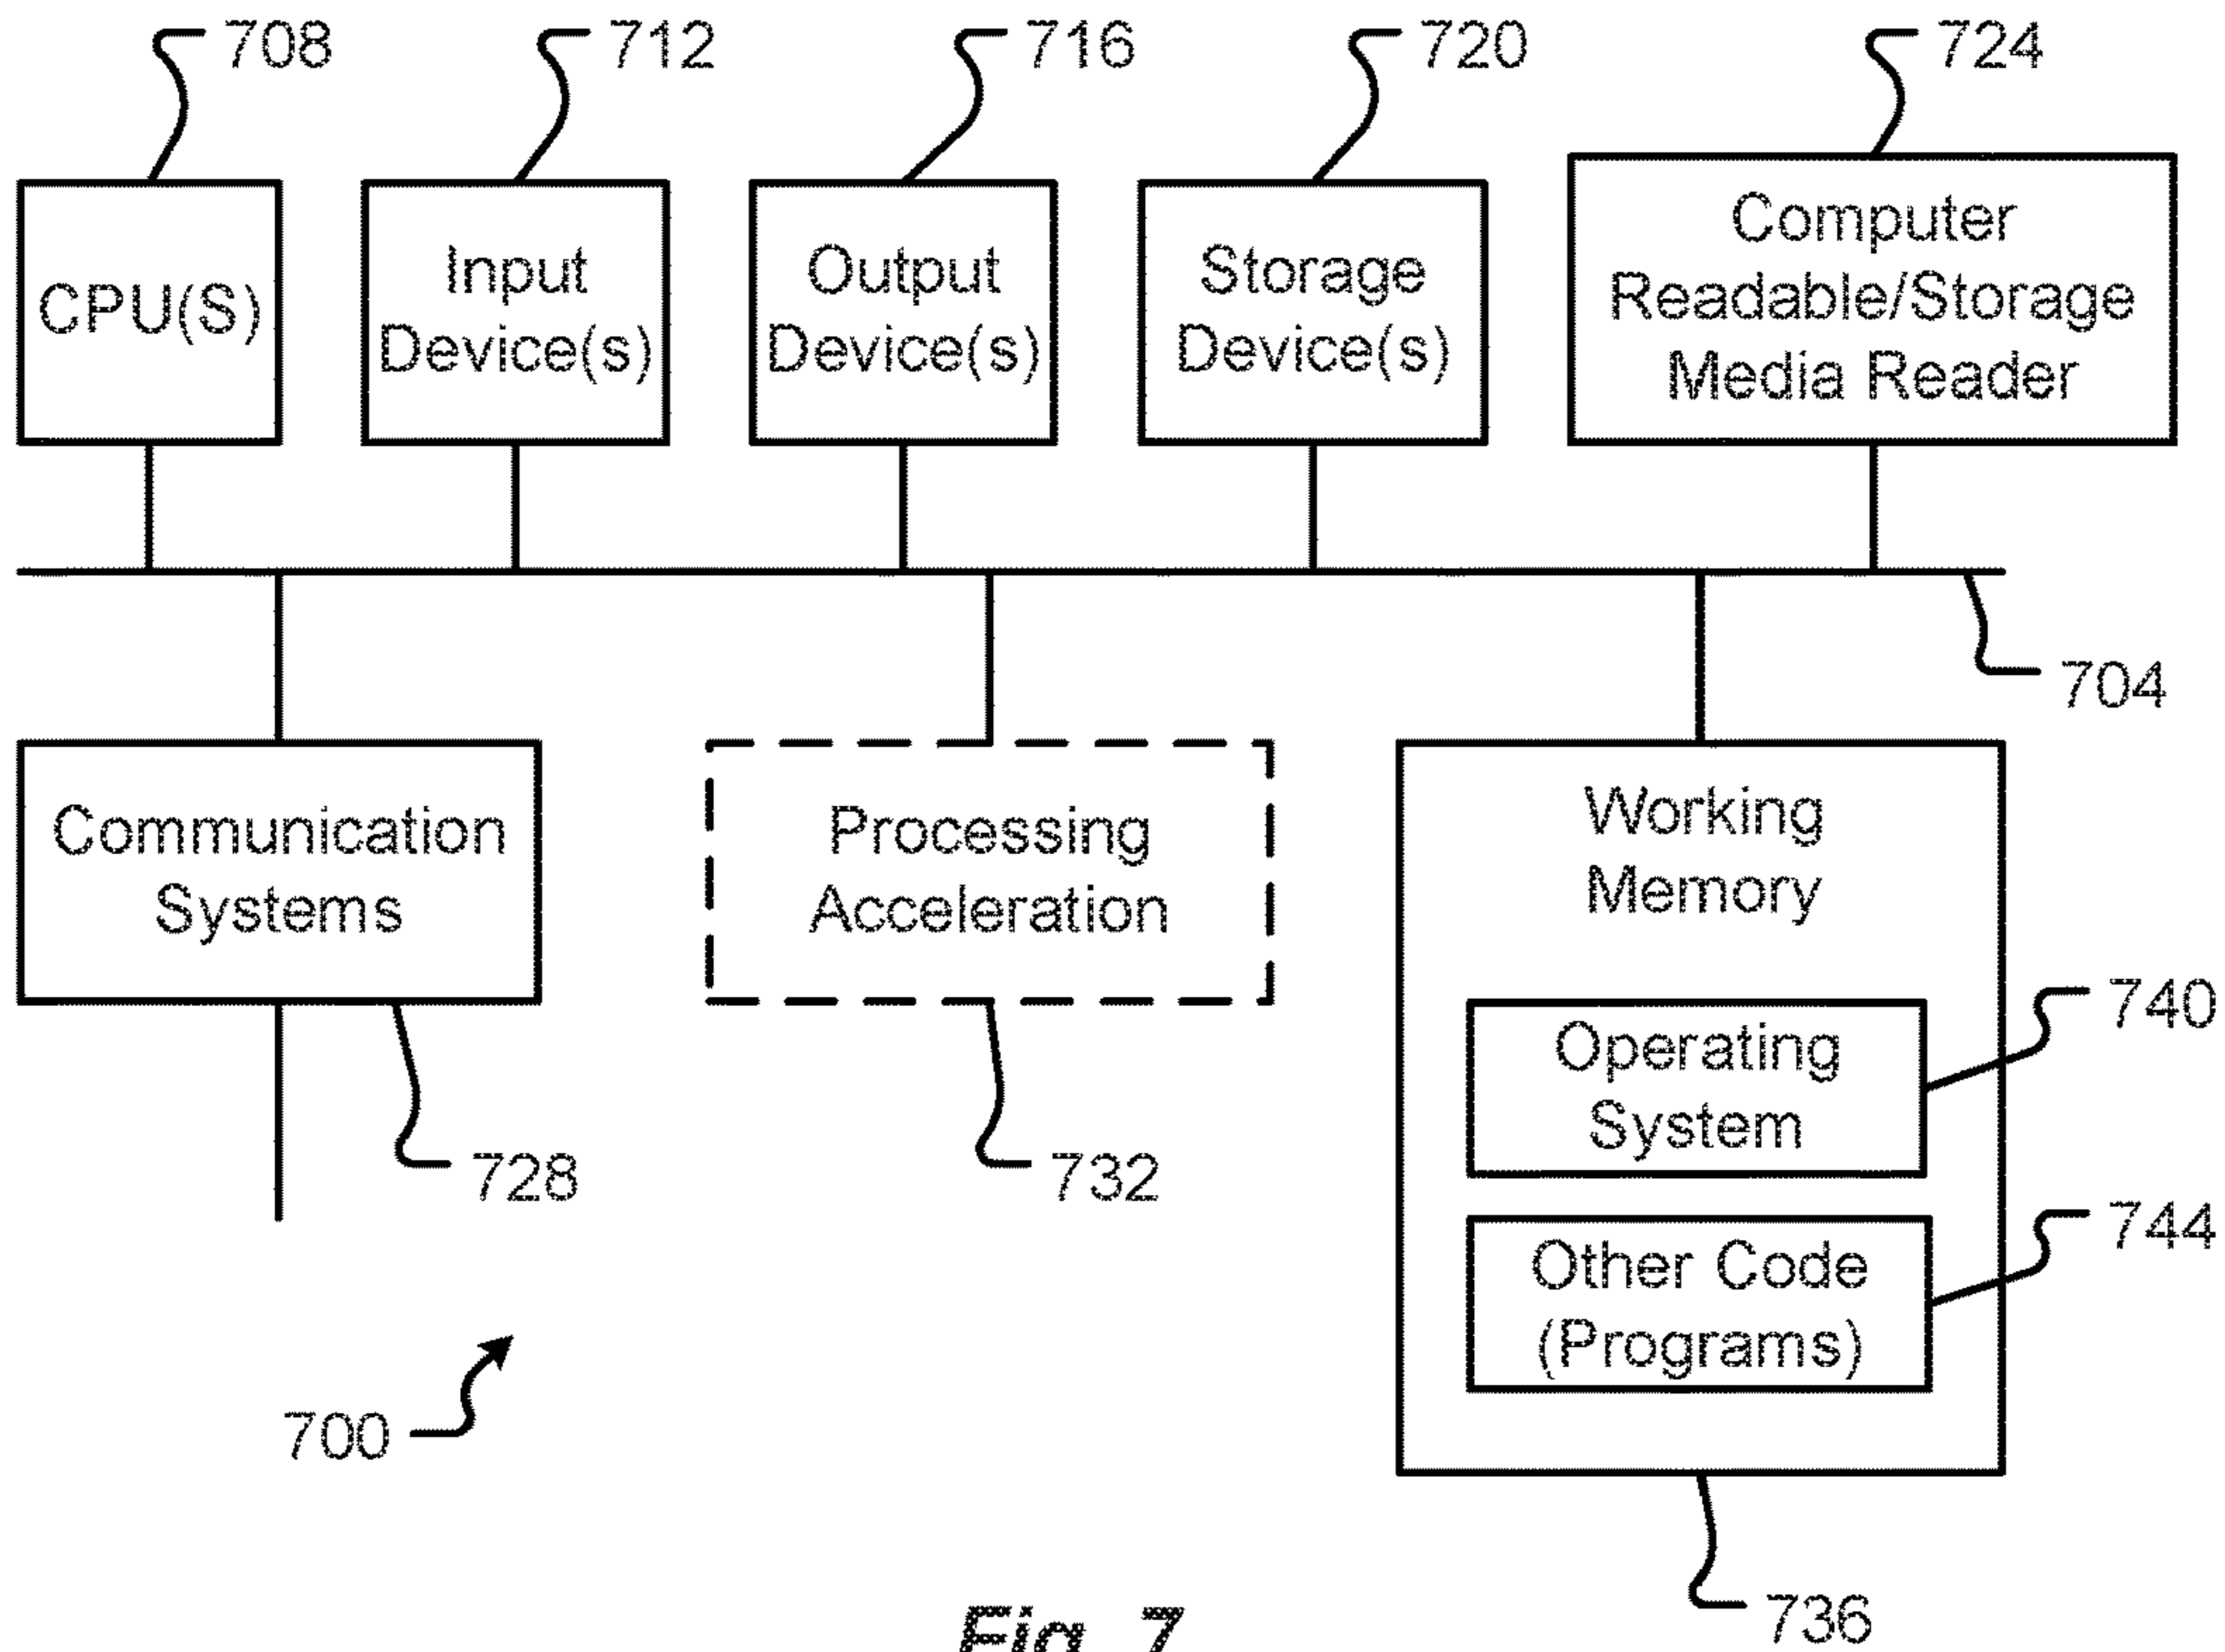 708
712
716
720
724
CPU(S)
Input
Device(s)
Output
Device(s)
Storage
Device(s)
Computer
Readable/Storage
Media Reader
704
Communication
Systems
Processing
Acceleration
Working
Memory
Operating
System
Other Code
(Programs)
740
744
728
732
700
736
Fig. 7